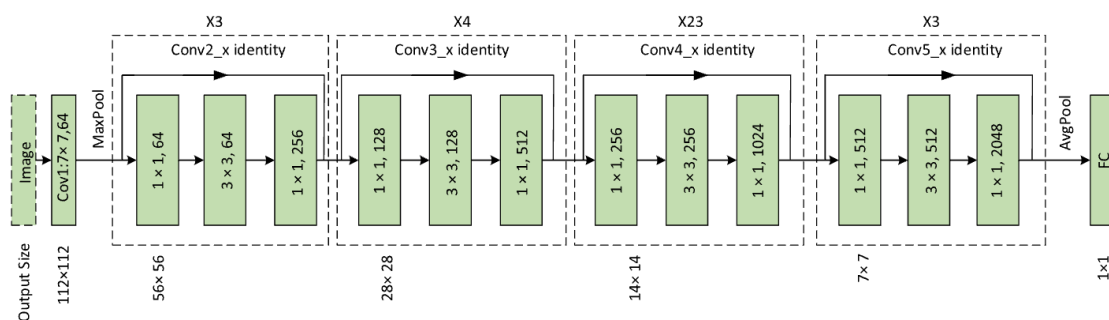 X3
X4
X23
X3
Conv2_x identity
Conv3_x identity
Conv4_x identity
Conv5_x identity
Image
Cov1:7× 7,64
MaxPool
1 × 1, 64
3 × 3, 64
1 × 1, 256
1 × 1, 128
3 × 3, 128
1 × 1, 512
1 × 1, 256
3 × 3, 256
1 × 1, 1024
1 × 1, 512
3 × 3, 512
1 × 1, 2048
AvgPool
FC
Output Size
112×112
56× 56
28× 28
14× 14
7× 7
1×1